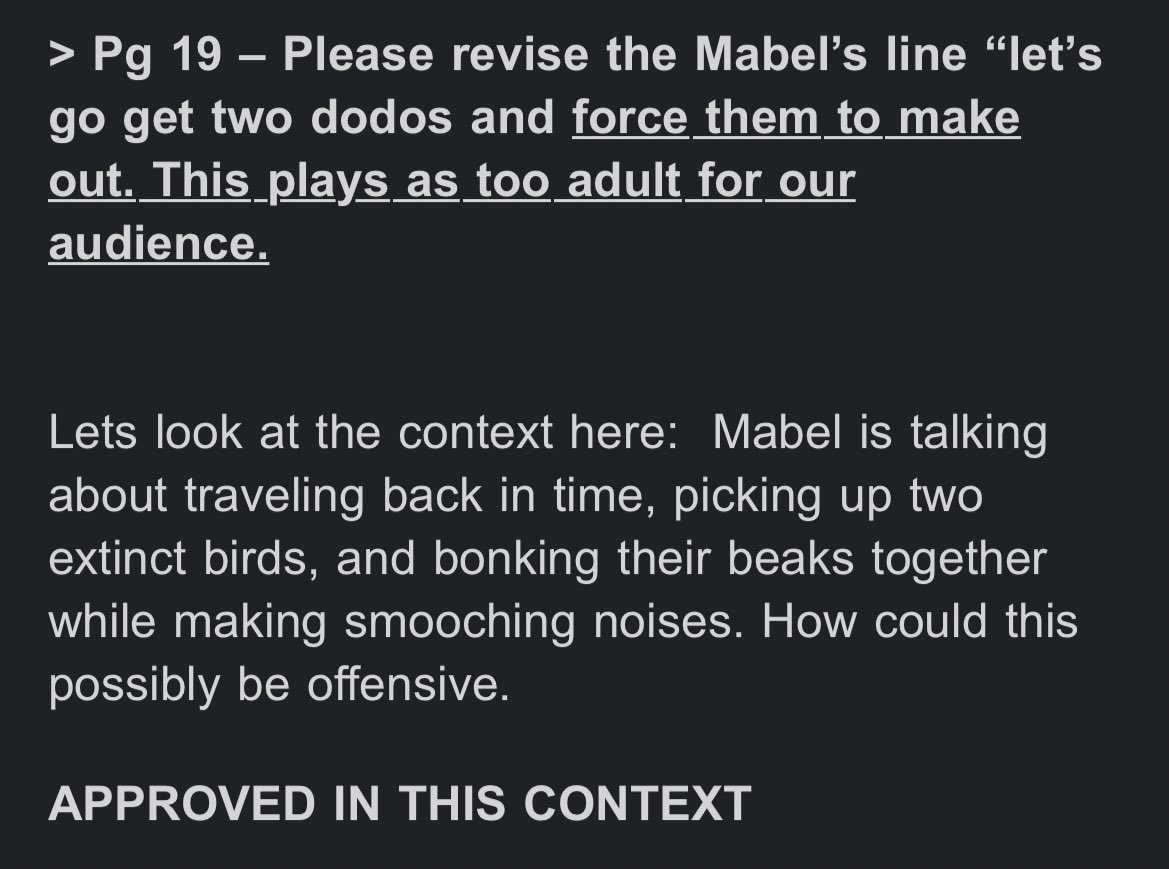 > Pg 19 – Please revise the Mabel’s line “let’s
go get two dodos and force them to make
out. This plays as too adult for our
audience.
Lets look at the context here:  Mabel is talking
about traveling back in time, picking up two
extinct birds, and bonking their beaks together
while making smooching noises. How could this
possibly be offensive.
APPROVED IN THIS CONTEXT